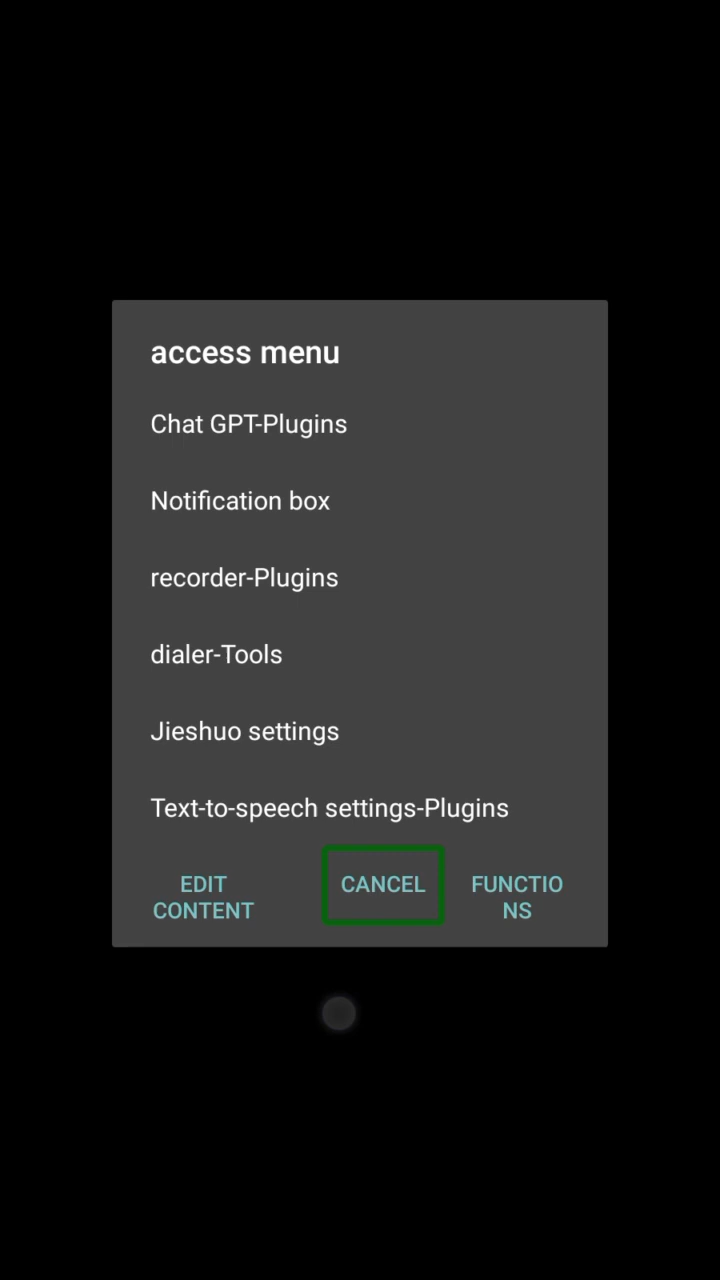 access menu
Chat GPT-Plugins
Notification box
recorder-Plugins
dialer-Tools
Jieshuo settings
Text-to-speech settings-Plugins
EDIT
CONTENT
CANCEL
FUNCTIO
NS